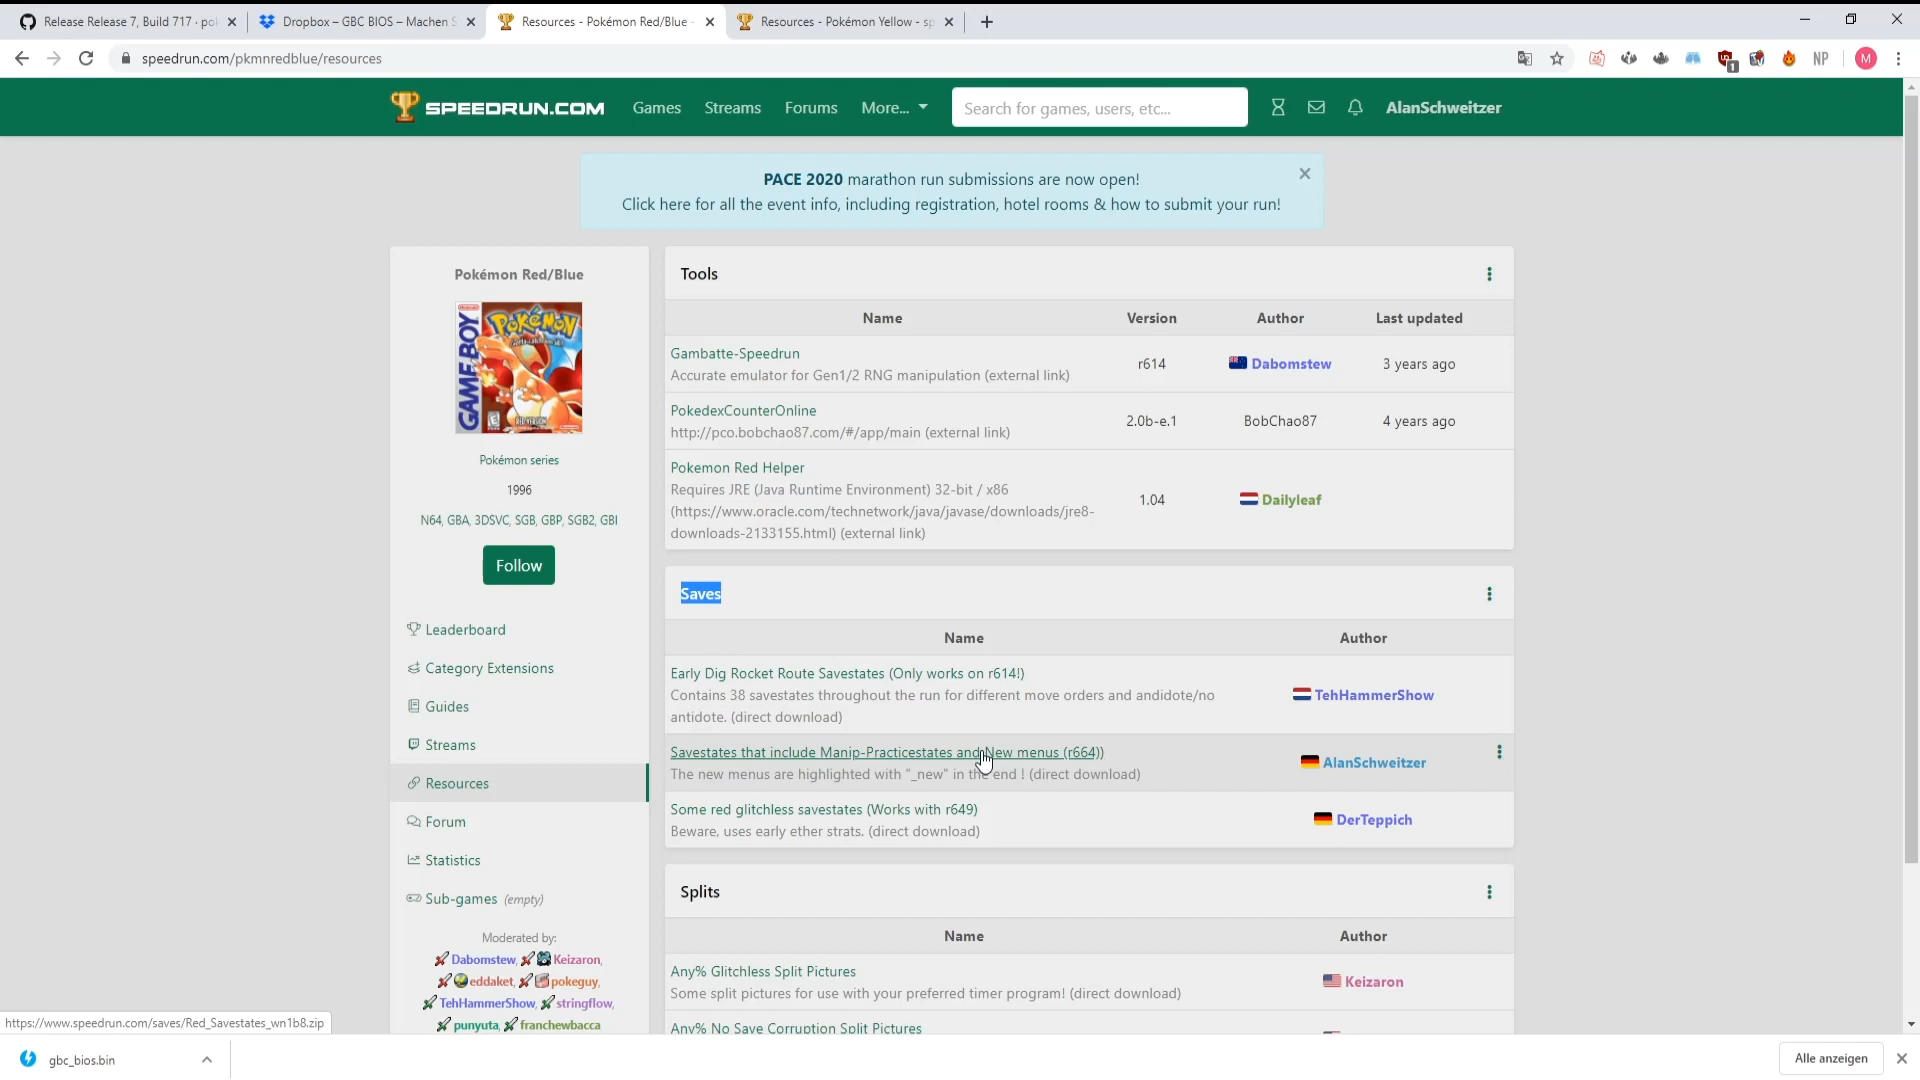 Release Release 7, Build 717 · pok
Dropbox – GBC BIOS – Machen S
Resources - Pokémon Red/Blue -
Resources - Pokémon Yellow - sp
speedrun.com/pkmnredblue/resources
1
NP
M
SPEEDRUN.COM
Games
Streams
Forums
More...
Search for games, users, etc...
AlanSchweitzer
PACE 2020 marathon run submissions are now open!
Click here for all the event info, including registration, hotel rooms & how to submit your run!
Pokémon Red/Blue
GAME BOY
POKéMON
RED VERSION
Pokémon series
1996
N64, GBA, 3DSVC, SGB, GBP, SGB2, GBI
Follow
Leaderboard
Category Extensions
Guides
Streams
Resources
Forum
Statistics
Sub-games (empty)
Moderated by:
Dabomstew, Keizaron,
eddaket, pokeguy,
TehHammerShow, stringflow,
punyuta, franchewbacca
Tools
Name Version Author Last updated
Gambatte-Speedrun
Accurate emulator for Gen1/2 RNG manipulation (external link)
r614 Dabomstew 3 years ago
PokedexCounterOnline
http://pco.bobchao87.com/#/app/main (external link)
2.0b-e.1 BobChao87 4 years ago
Pokemon Red Helper
Requires JRE (Java Runtime Environment) 32-bit / x86
(https://www.oracle.com/technetwork/java/javase/downloads/jre8-
downloads-2133155.html) (external link)
1.04 Dailyleaf
Saves
Name Author
Early Dig Rocket Route Savestates (Only works on r614!)
Contains 38 savestates throughout the run for different move orders and andidote/no
antidote. (direct download)
TehHammerShow
Savestates that include Manip-Practicestates and New menus (r664))
The new menus are highlighted with "_new" in the end ! (direct download)
AlanSchweitzer
Some red glitchless savestates (Works with r649)
Beware, uses early ether strats. (direct download)
DerTeppich
Splits
Name Author
Any% Glitchless Split Pictures
Some split pictures for use with your preferred timer program! (direct download)
Keizaron
Any% No Save Corruption Split Pictures
https://www.speedrun.com/saves/Red_Savestates_wn1b8.zip
gbc_bios.bin
Alle anzeigen